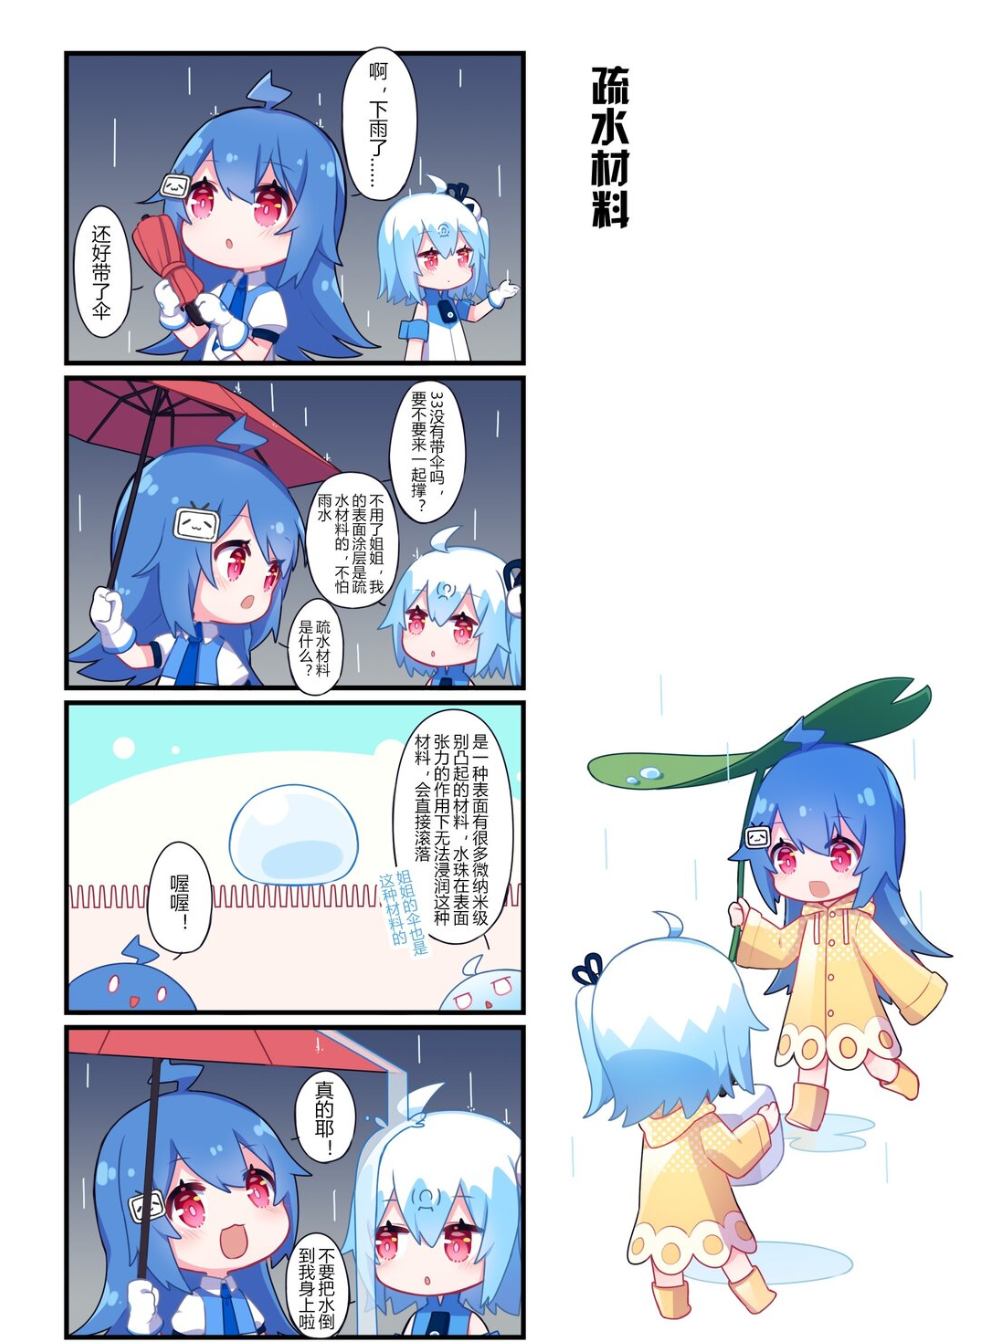 疏水材料
啊，下雨了……
还好带了伞
33没有带伞吗，
要不要来一起撑？
不用了姐姐，我
的表面涂层是疏
水材料的，不怕
雨水
疏水材料
是什么？
是一种表面有很多微纳米级
别凸起的材料，水珠在表面
张力的作用下无法浸润这种
材料，会直接滚落
姐姐的伞也是
这种材料的
喔喔！
真的耶！
不要把水倒
到我身上啦